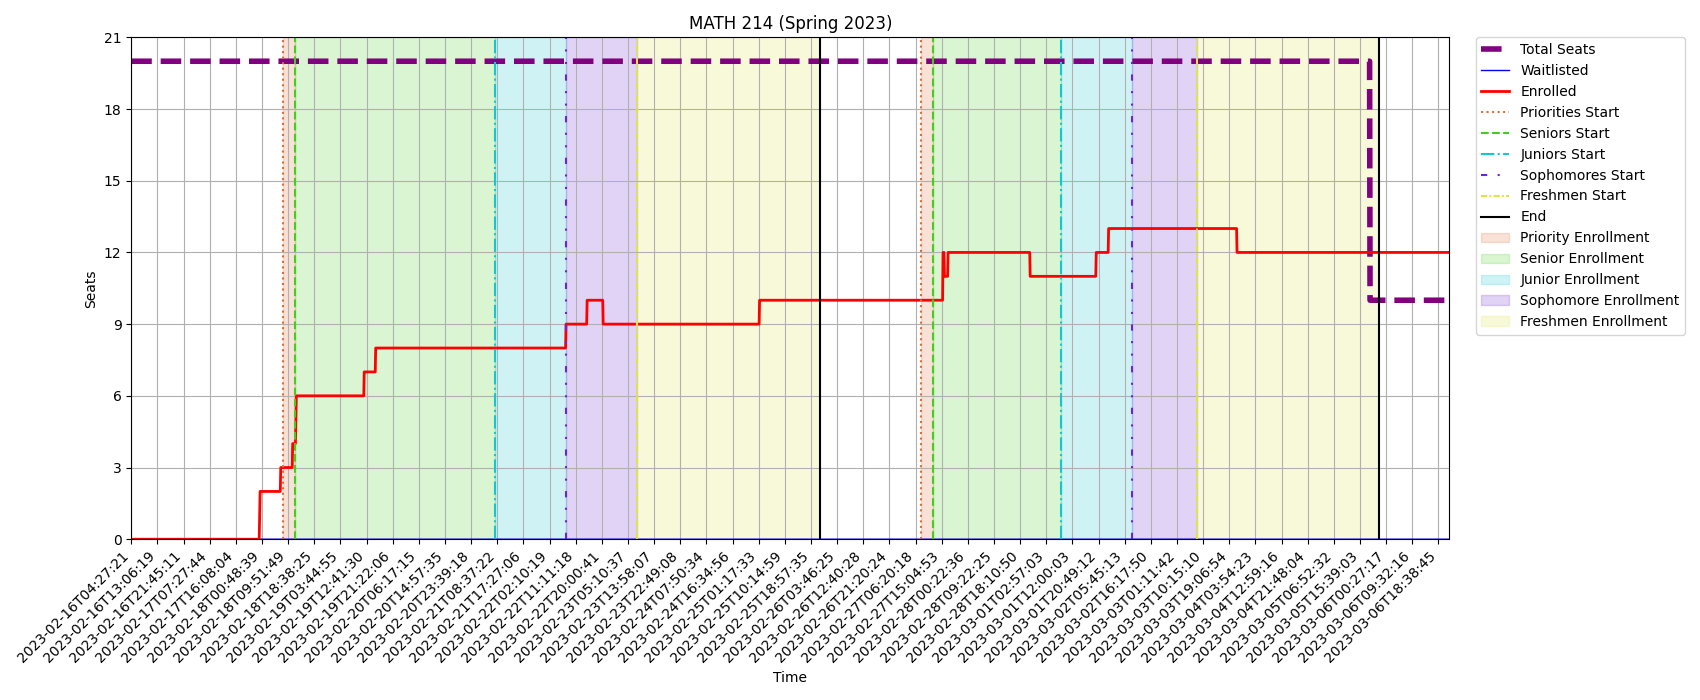 MATH 214 (Spring 2023)
21
18
15
12
9
6
3
0
Seats
2023-02-16T04:27:21
2023-02-16T13:06:19
2023-02-16T21:45:11
2023-02-17T07:27:44
2023-02-17T16:08:04
2023-02-18T00:48:39
2023-02-18T09:51:49
2023-02-18T18:38:25
2023-02-19T03:44:55
2023-02-19T12:41:30
2023-02-19T21:22:06
2023-02-20T06:17:15
2023-02-20T14:57:35
2023-02-20T23:39:18
2023-02-21T08:37:22
2023-02-21T17:27:06
2023-02-22T02:10:19
2023-02-22T11:11:18
2023-02-22T20:00:41
2023-02-23T05:10:37
2023-02-23T13:58:07
2023-02-23T22:49:08
2023-02-24T07:50:34
2023-02-24T16:34:56
2023-02-25T01:17:33
2023-02-25T10:14:59
2023-02-25T18:57:35
2023-02-26T03:46:25
2023-02-26T12:40:28
2023-02-26T21:20:24
2023-02-27T06:20:18
2023-02-27T15:04:53
2023-02-28T00:22:36
2023-02-28T09:22:25
2023-02-28T18:10:50
2023-03-01T02:57:03
2023-03-01T12:00:03
2023-03-01T20:49:12
2023-03-02T05:45:13
2023-03-02T16:17:50
2023-03-03T01:11:42
2023-03-03T10:15:10
2023-03-03T19:06:54
2023-03-04T03:54:23
2023-03-04T12:59:16
2023-03-04T21:48:04
2023-03-05T06:52:32
2023-03-05T15:39:03
2023-03-06T00:27:17
2023-03-06T09:32:16
2023-03-06T18:38:45
Time
Total Seats
Waitlisted
Enrolled
Priorities Start
Seniors Start
Juniors Start
Sophomores Start
Freshmen Start
End
Priority Enrollment
Senior Enrollment
Junior Enrollment
Sophomore Enrollment
Freshmen Enrollment